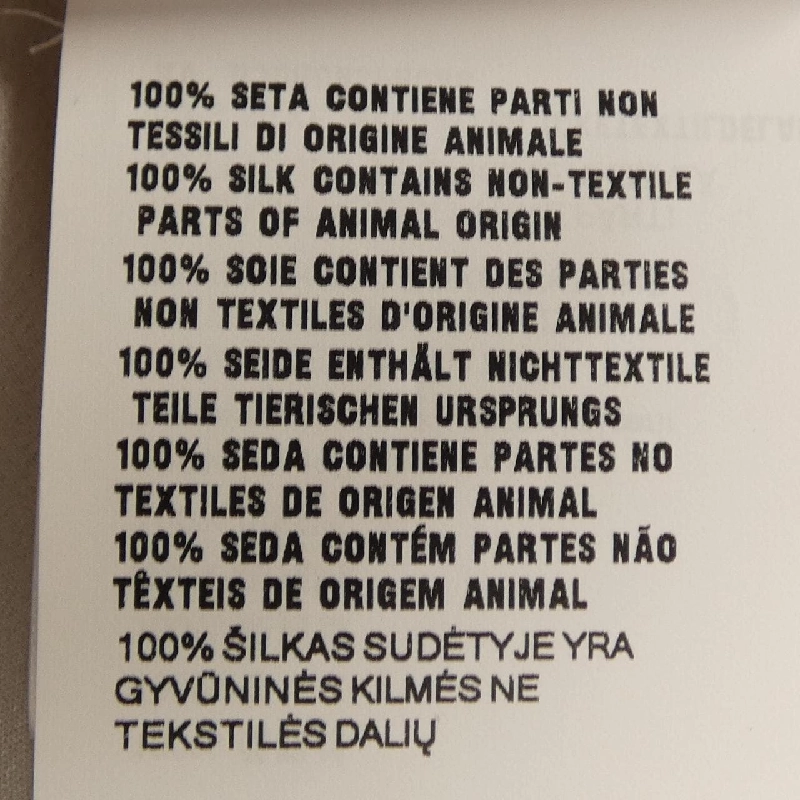 100% SETA CONTIENE PARTI NON
TESSILI DI ORIGINE ANIMALE
100% SILK CONTAINS NON-TEXTILE
PARTS OF ANIMAL ORIGIN
100% SOIE CONTIENT DES PARTIES
NON TEXTILES D'ORIGINE ANIMALE
100% SEIDE ENTHÄLT NICHTTEXTILE
TEILE TIERISCHEN URSPRUNGS
100% SEDA CONTIENE PARTES NO
TEXTILES DE ORIGEN ANIMAL
100% SEDA CONTÉM PARTES NÃO
TÊXTEIS DE ORIGEM ANIMAL
100% ŠILKAS SUDĖTYJE YRA
GYVŪNINĖS KILMĖS NE
TEKSTILĖS DALIŲ